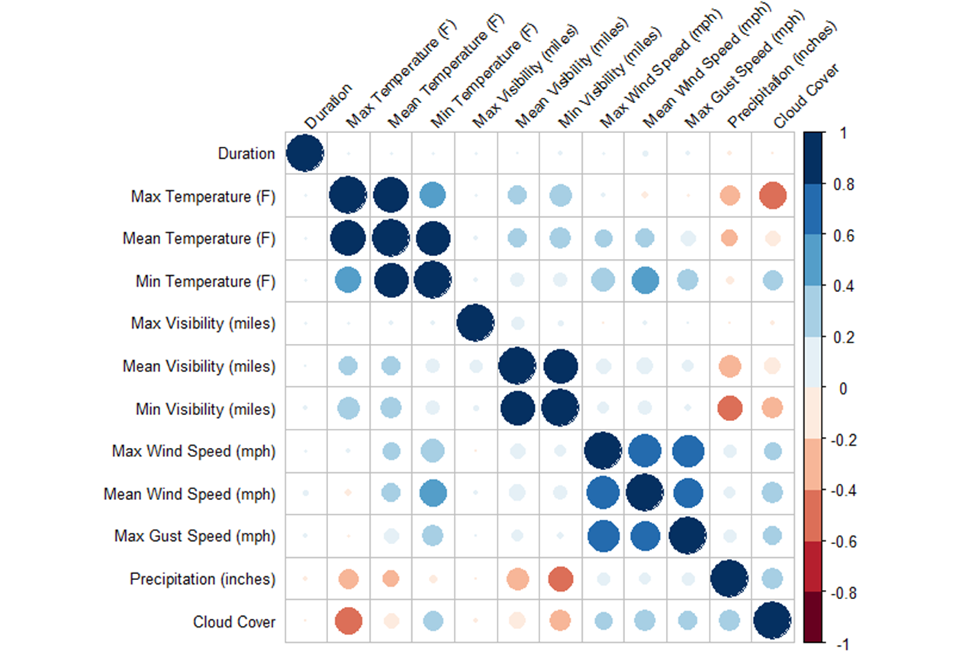 Duration
Max Temperature (F)
Mean Temperature (F)
Min Temperature (F)
Max Visibility (miles)
Mean Visibility (miles)
Min Visibility (miles)
Max Wind Speed (mph)
Mean Wind Speed (mph)
Max Gust Speed (mph)
Precipitation (inches)
Cloud Cover
Duration
Max Temperature (F)
Mean Temperature (F)
Min Temperature (F)
Max Visibility (miles)
Mean Visibility (miles)
Min Visibility (miles)
Max Wind Speed (mph)
Mean Wind Speed (mph)
Max Gust Speed (mph)
Precipitation (inches)
Cloud Cover
1
0.8
0.6
0.4
0.2
0
-0.2
-0.4
-0.6
-0.8
-1